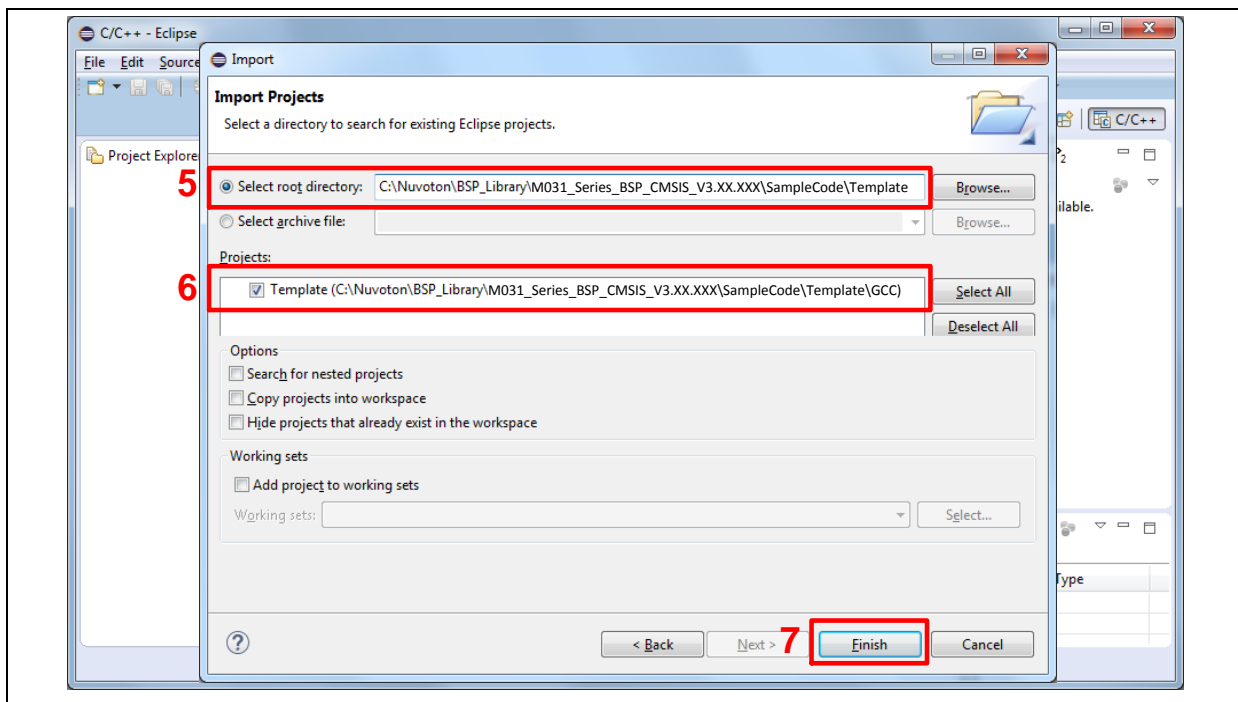 C/C++ - Eclipse
File Edit Source
Import
Import Projects
Select a directory to search for existing Eclipse projects.
C/C++
Project Explorer
5 Select root directory: C:\Nuvoton\BSP_Library\M031_Series_BSP_CMSIS_V3.XX.XXX\SampleCode\Template Browse...
ilable.
Select archive file: Browse...
Projects:
6 Template (C:\Nuvoton\BSP_Library\M031_Series_BSP_CMSIS_V3.XX.XXX\SampleCode\Template\GCC) Select All
Deselect All
Options
Search for nested projects
Copy projects into workspace
Hide projects that already exist in the workspace
Working sets
Add project to working sets
Working sets: Select...
Type
? < Back Next > 7 Finish Cancel